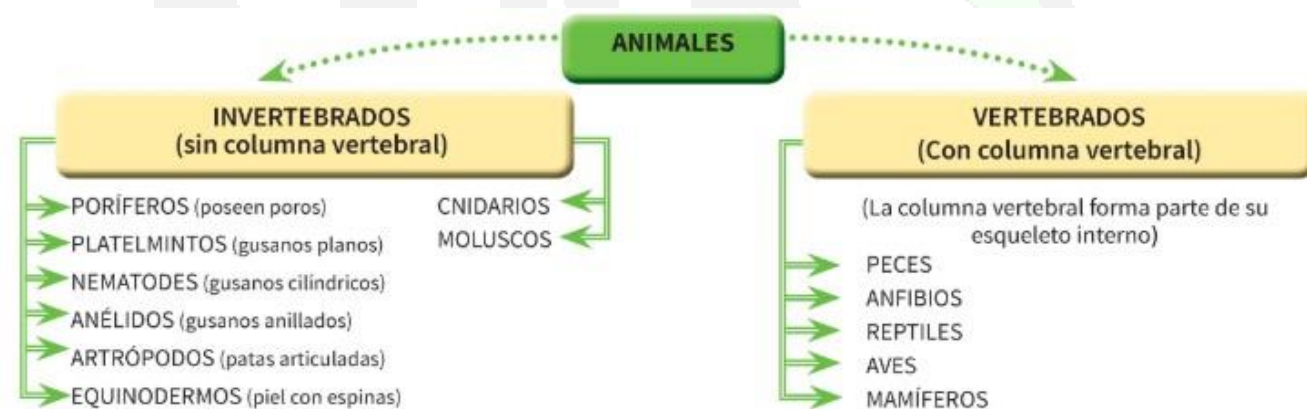 ANIMALES
INVERTEBRADOS
(sin columna vertebral)
PORÍFEROS (poseen poros)
PLATELMINTOS (gusanos planos)
NEMATODES (gusanos cilíndricos)
ANÉLIDOS (gusanos anillados)
ARTRÓPODOS (patas articuladas)
EQUINODERMOS (piel con espinas)
CNIDARIOS
MOLUSCOS
VERTEBRADOS
(Con columna vertebral)
(La columna vertebral forma parte de su
esqueleto interno)
PECES
ANFIBIOS
REPTILES
AVES
MAMÍFEROS